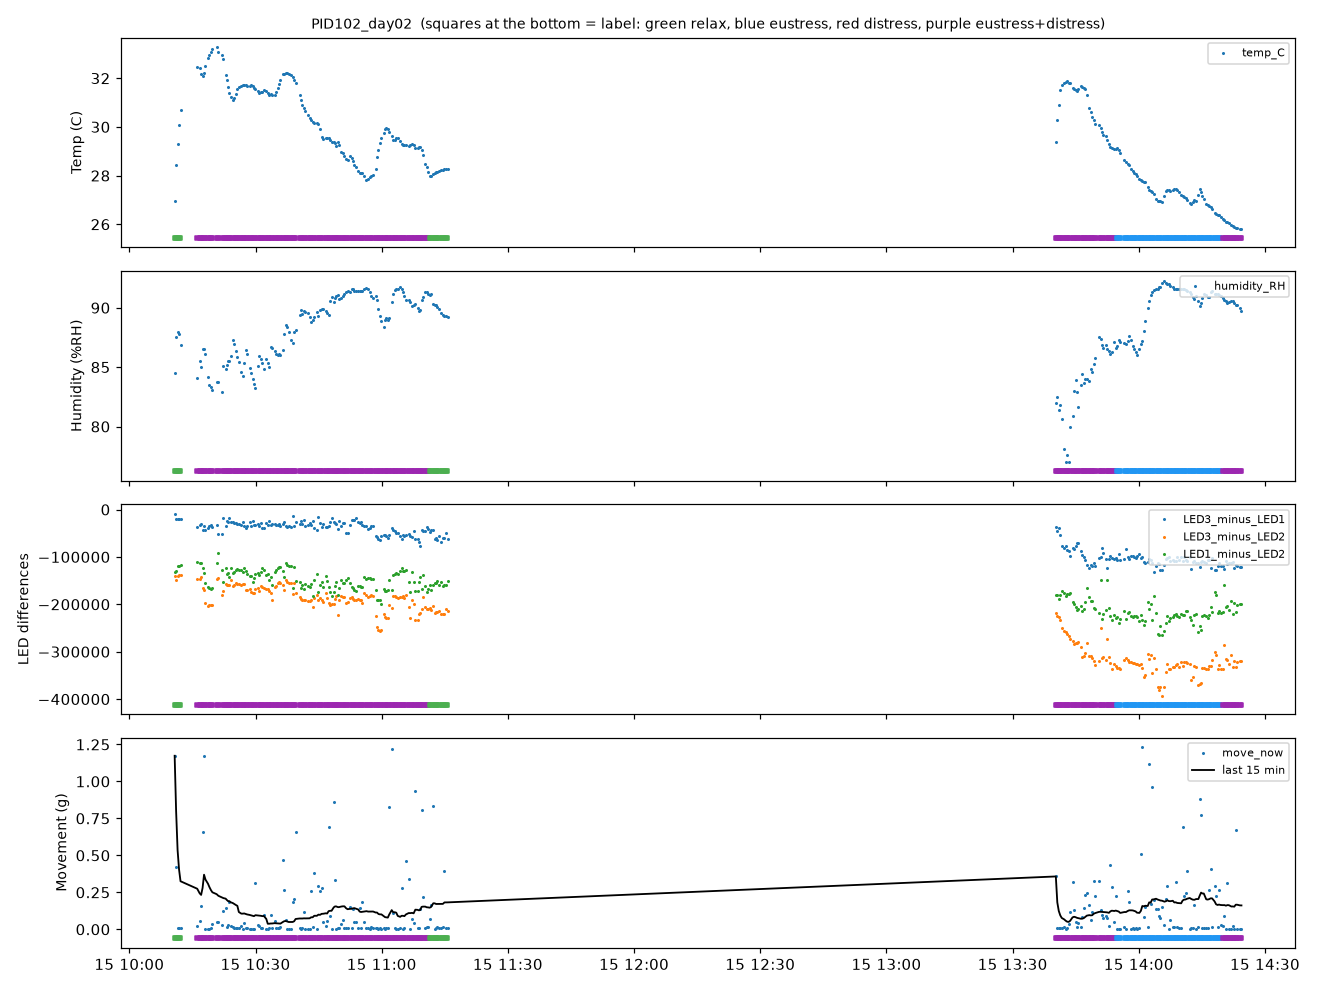 PID102_day02  (squares at the bottom = label: green relax, blue eustress, red distress, purple eustress+distress)
temp_C
Temp (C)
32
30
28
26
humidity_RH
Humidity (%RH)
90
85
80
LED3_minus_LED1
LED3_minus_LED2
LED1_minus_LED2
LED differences
0
−100000
−200000
−300000
−400000
move_now
last 15 min
Movement (g)
1.25
1.00
0.75
0.50
0.25
0.00
15 10:00 15 10:30 15 11:00 15 11:30 15 12:00 15 12:30 15 13:00 15 13:30 15 14:00 15 14:30